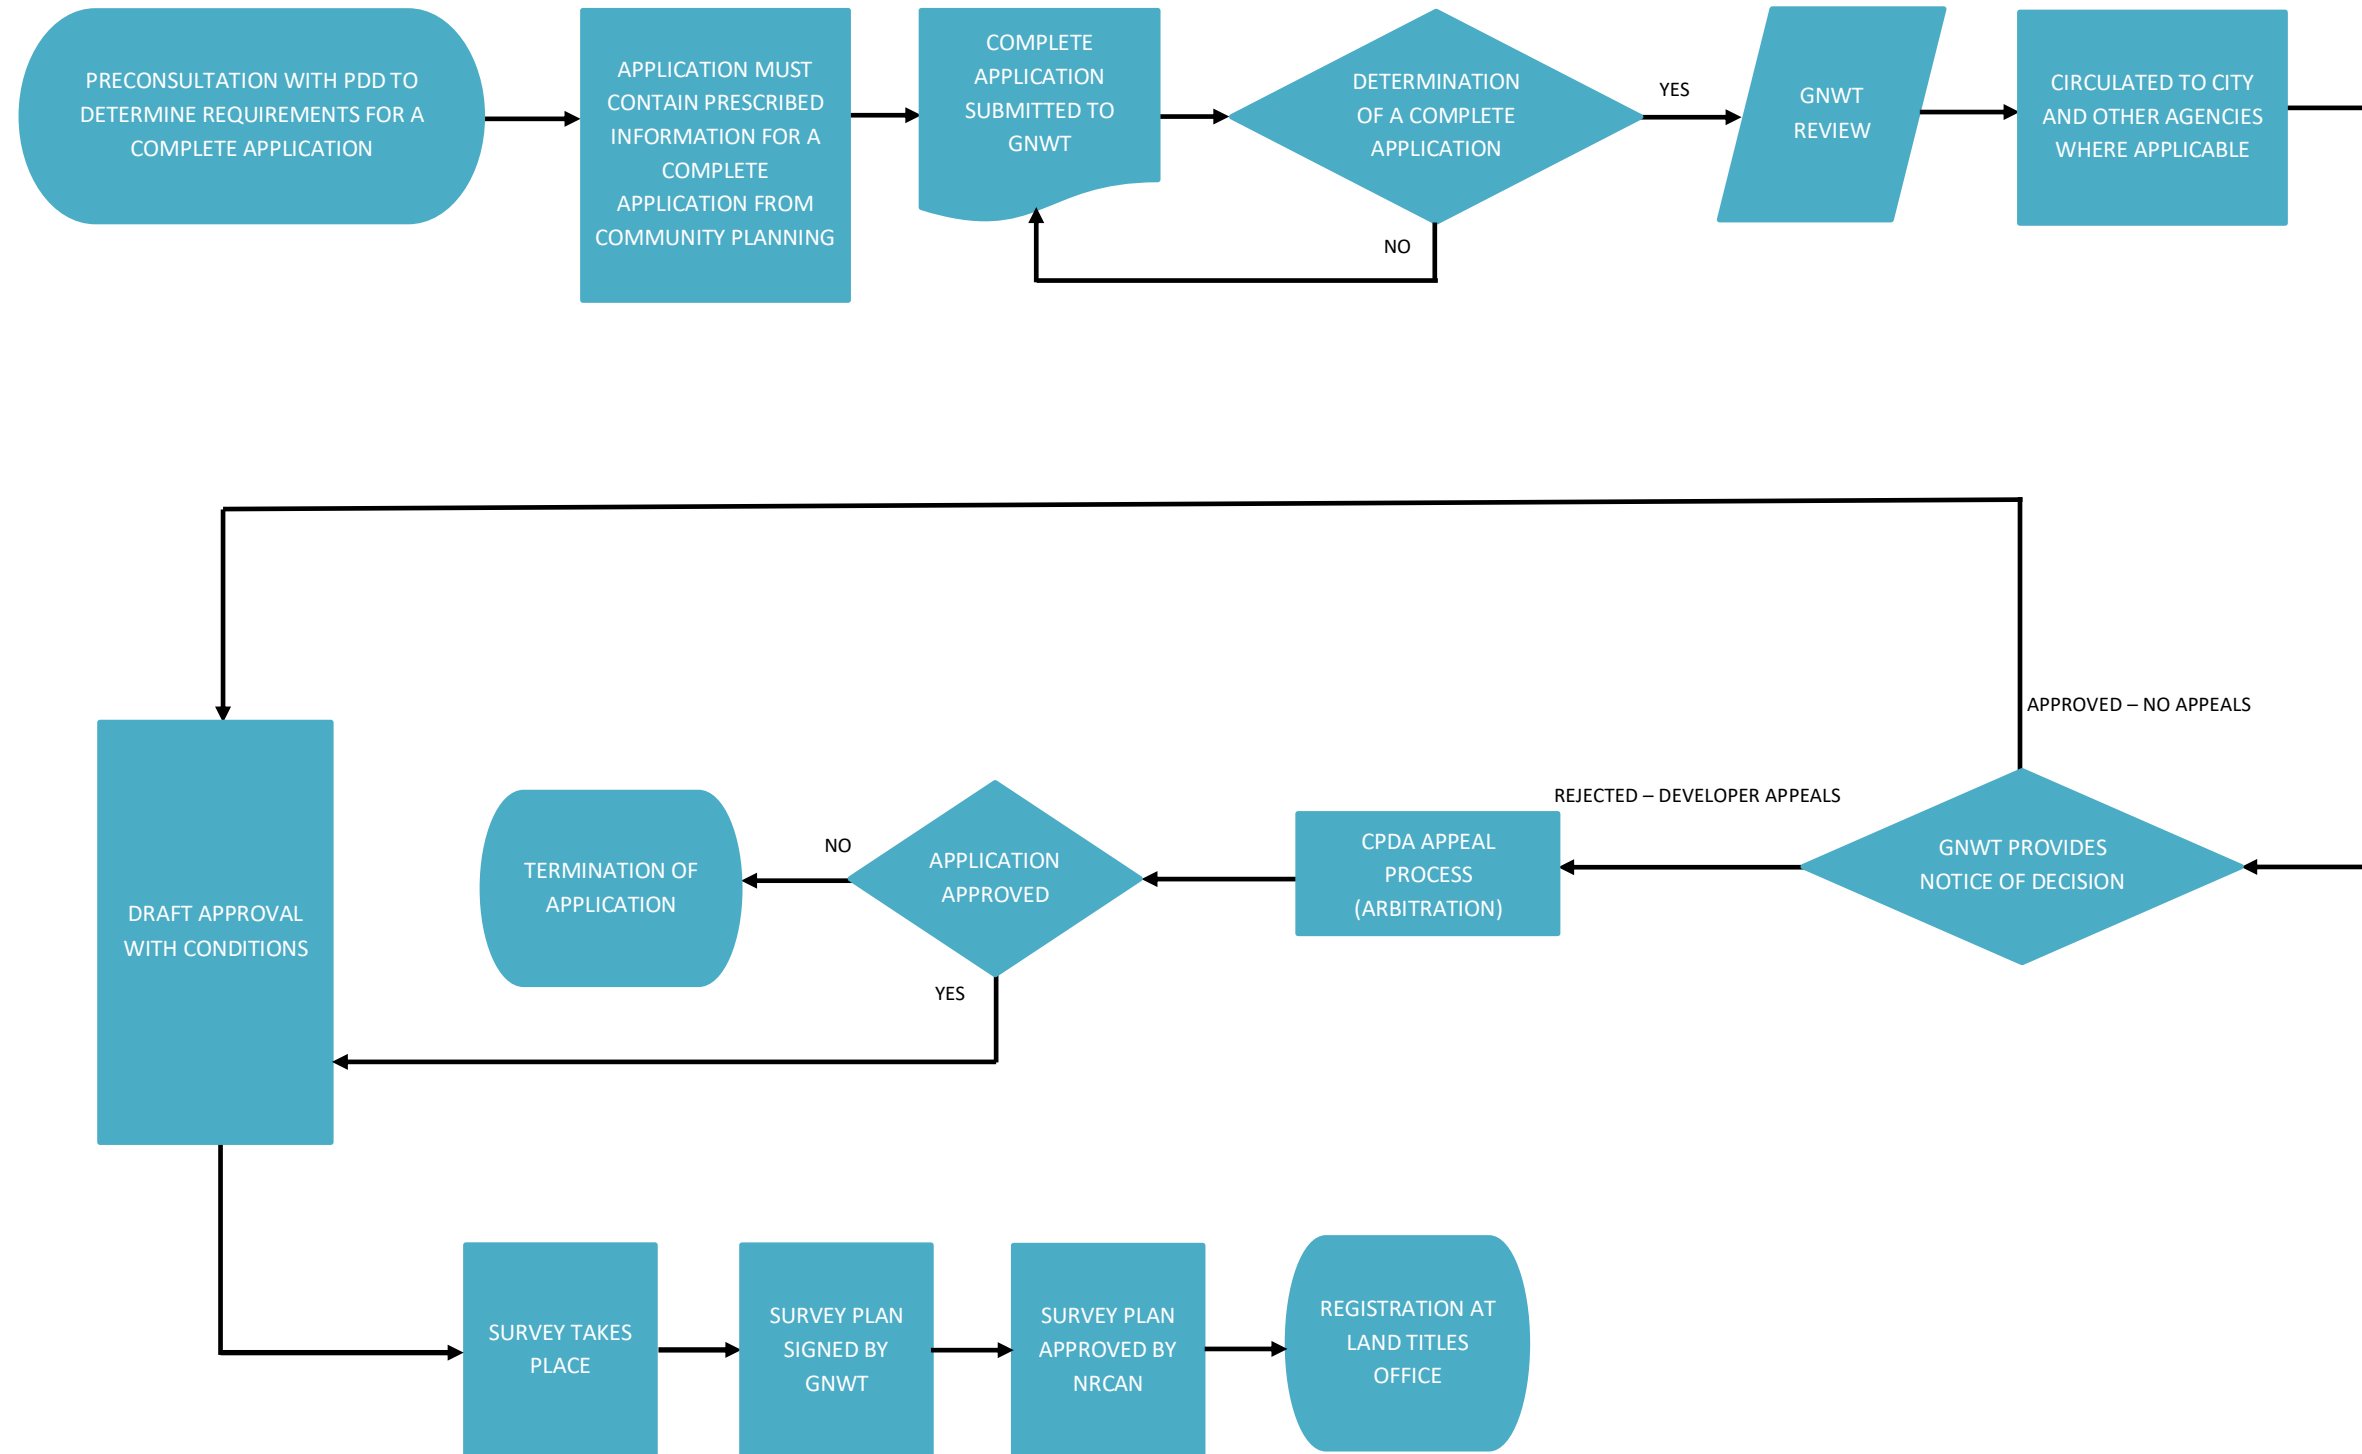 PRECONSULTATION WITH PDD TO
DETERMINE REQUIREMENTS FOR A
COMPLETE APPLICATION
APPLICATION MUST
CONTAIN PRESCRIBED
INFORMATION FOR A
COMPLETE
APPLICATION FROM
COMMUNITY PLANNING
COMPLETE
APPLICATION
SUBMITTED TO
GNWT
DETERMINATION
OF A COMPLETE
APPLICATION
YES
NO
GNWT
REVIEW
CIRCULATED TO CITY
AND OTHER AGENCIES
WHERE APPLICABLE
APPROVED – NO APPEALS
GNWT PROVIDES
NOTICE OF DECISION
REJECTED – DEVELOPER APPEALS
CPDA APPEAL
PROCESS
(ARBITRATION)
APPLICATION
APPROVED
NO
YES
TERMINATION OF
APPLICATION
DRAFT APPROVAL
WITH CONDITIONS
SURVEY TAKES
PLACE
SURVEY PLAN
SIGNED BY
GNWT
SURVEY PLAN
APPROVED BY
NRCAN
REGISTRATION AT
LAND TITLES
OFFICE